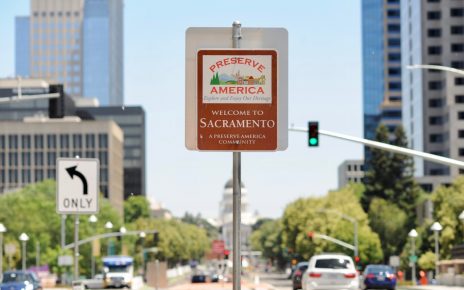 PRESERVE
AMERICA
Explore and Enjoy Our Heritage
WELCOME TO
SACRAMENTO
A PRESERVE AMERICA
COMMUNITY
ONLY